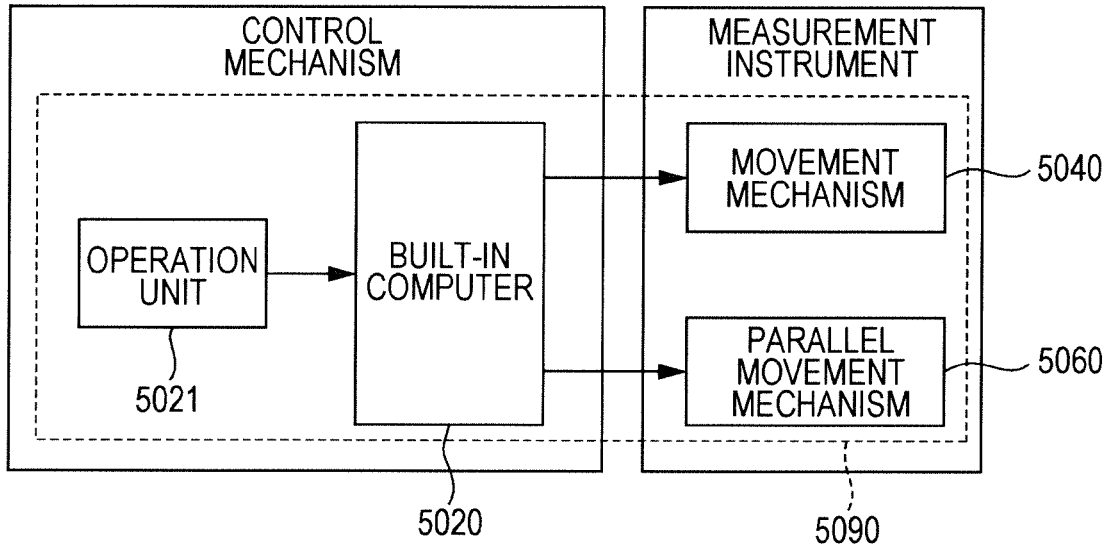 CONTROL
MECHANISM
MEASUREMENT
INSTRUMENT
MOVEMENT
MECHANISM
5040
OPERATION
UNIT
5021
BUILT-IN
COMPUTER
5020
PARALLEL
MOVEMENT
MECHANISM
5060
5090